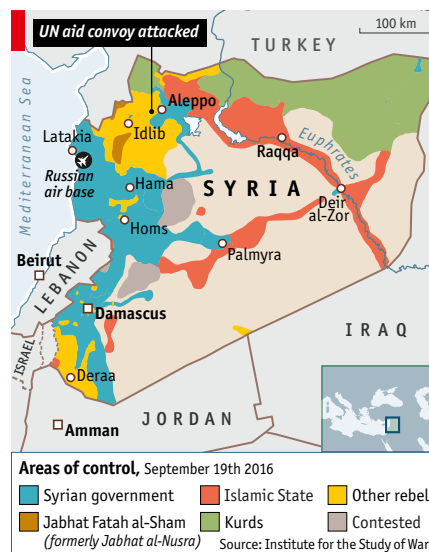 UN aid convoy attacked
100 km
TURKEY
Mediterranean Sea
Aleppo
Idlib
Latakia
Raqqa
Euphrates
Russian
air base
Hama
SYRIA
Deir
al-Zor
Homs
Palmyra
LEBANON
Beirut
Damascus
IRAQ
ISRAEL
Deraa
JORDAN
Amman
Areas of control, September 19th 2016
Syrian government
Islamic State
Other rebel
Jabhat Fatah al-Sham
(formerly Jabhat al-Nusra)
Kurds
Contested
Source: Institute for the Study of War